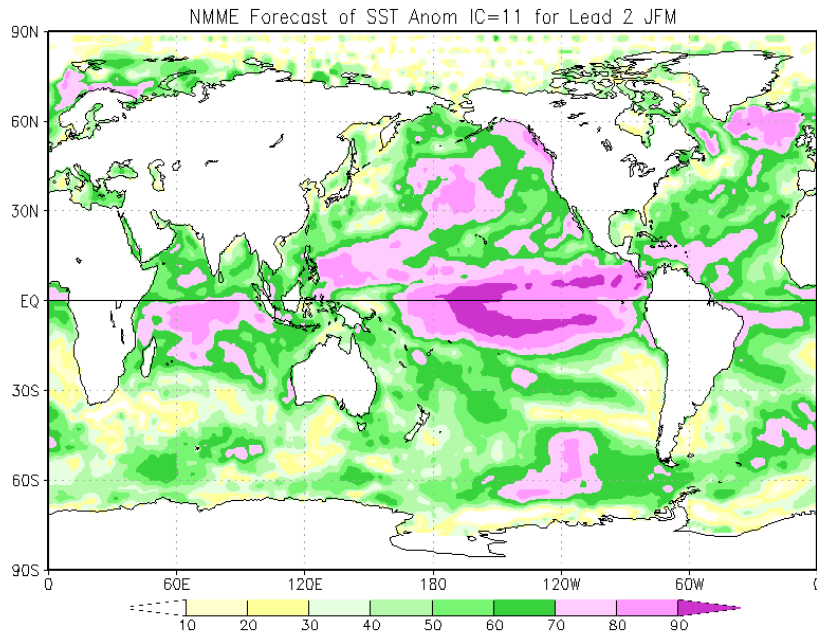 NMME Forecast of SST Anom IC=11 for Lead 2 JFM
90N
60N
30N
EQ
30S
60S
90S
0 60E 120E 180 120W 60W 0
10 20 30 40 50 60 70 80 90